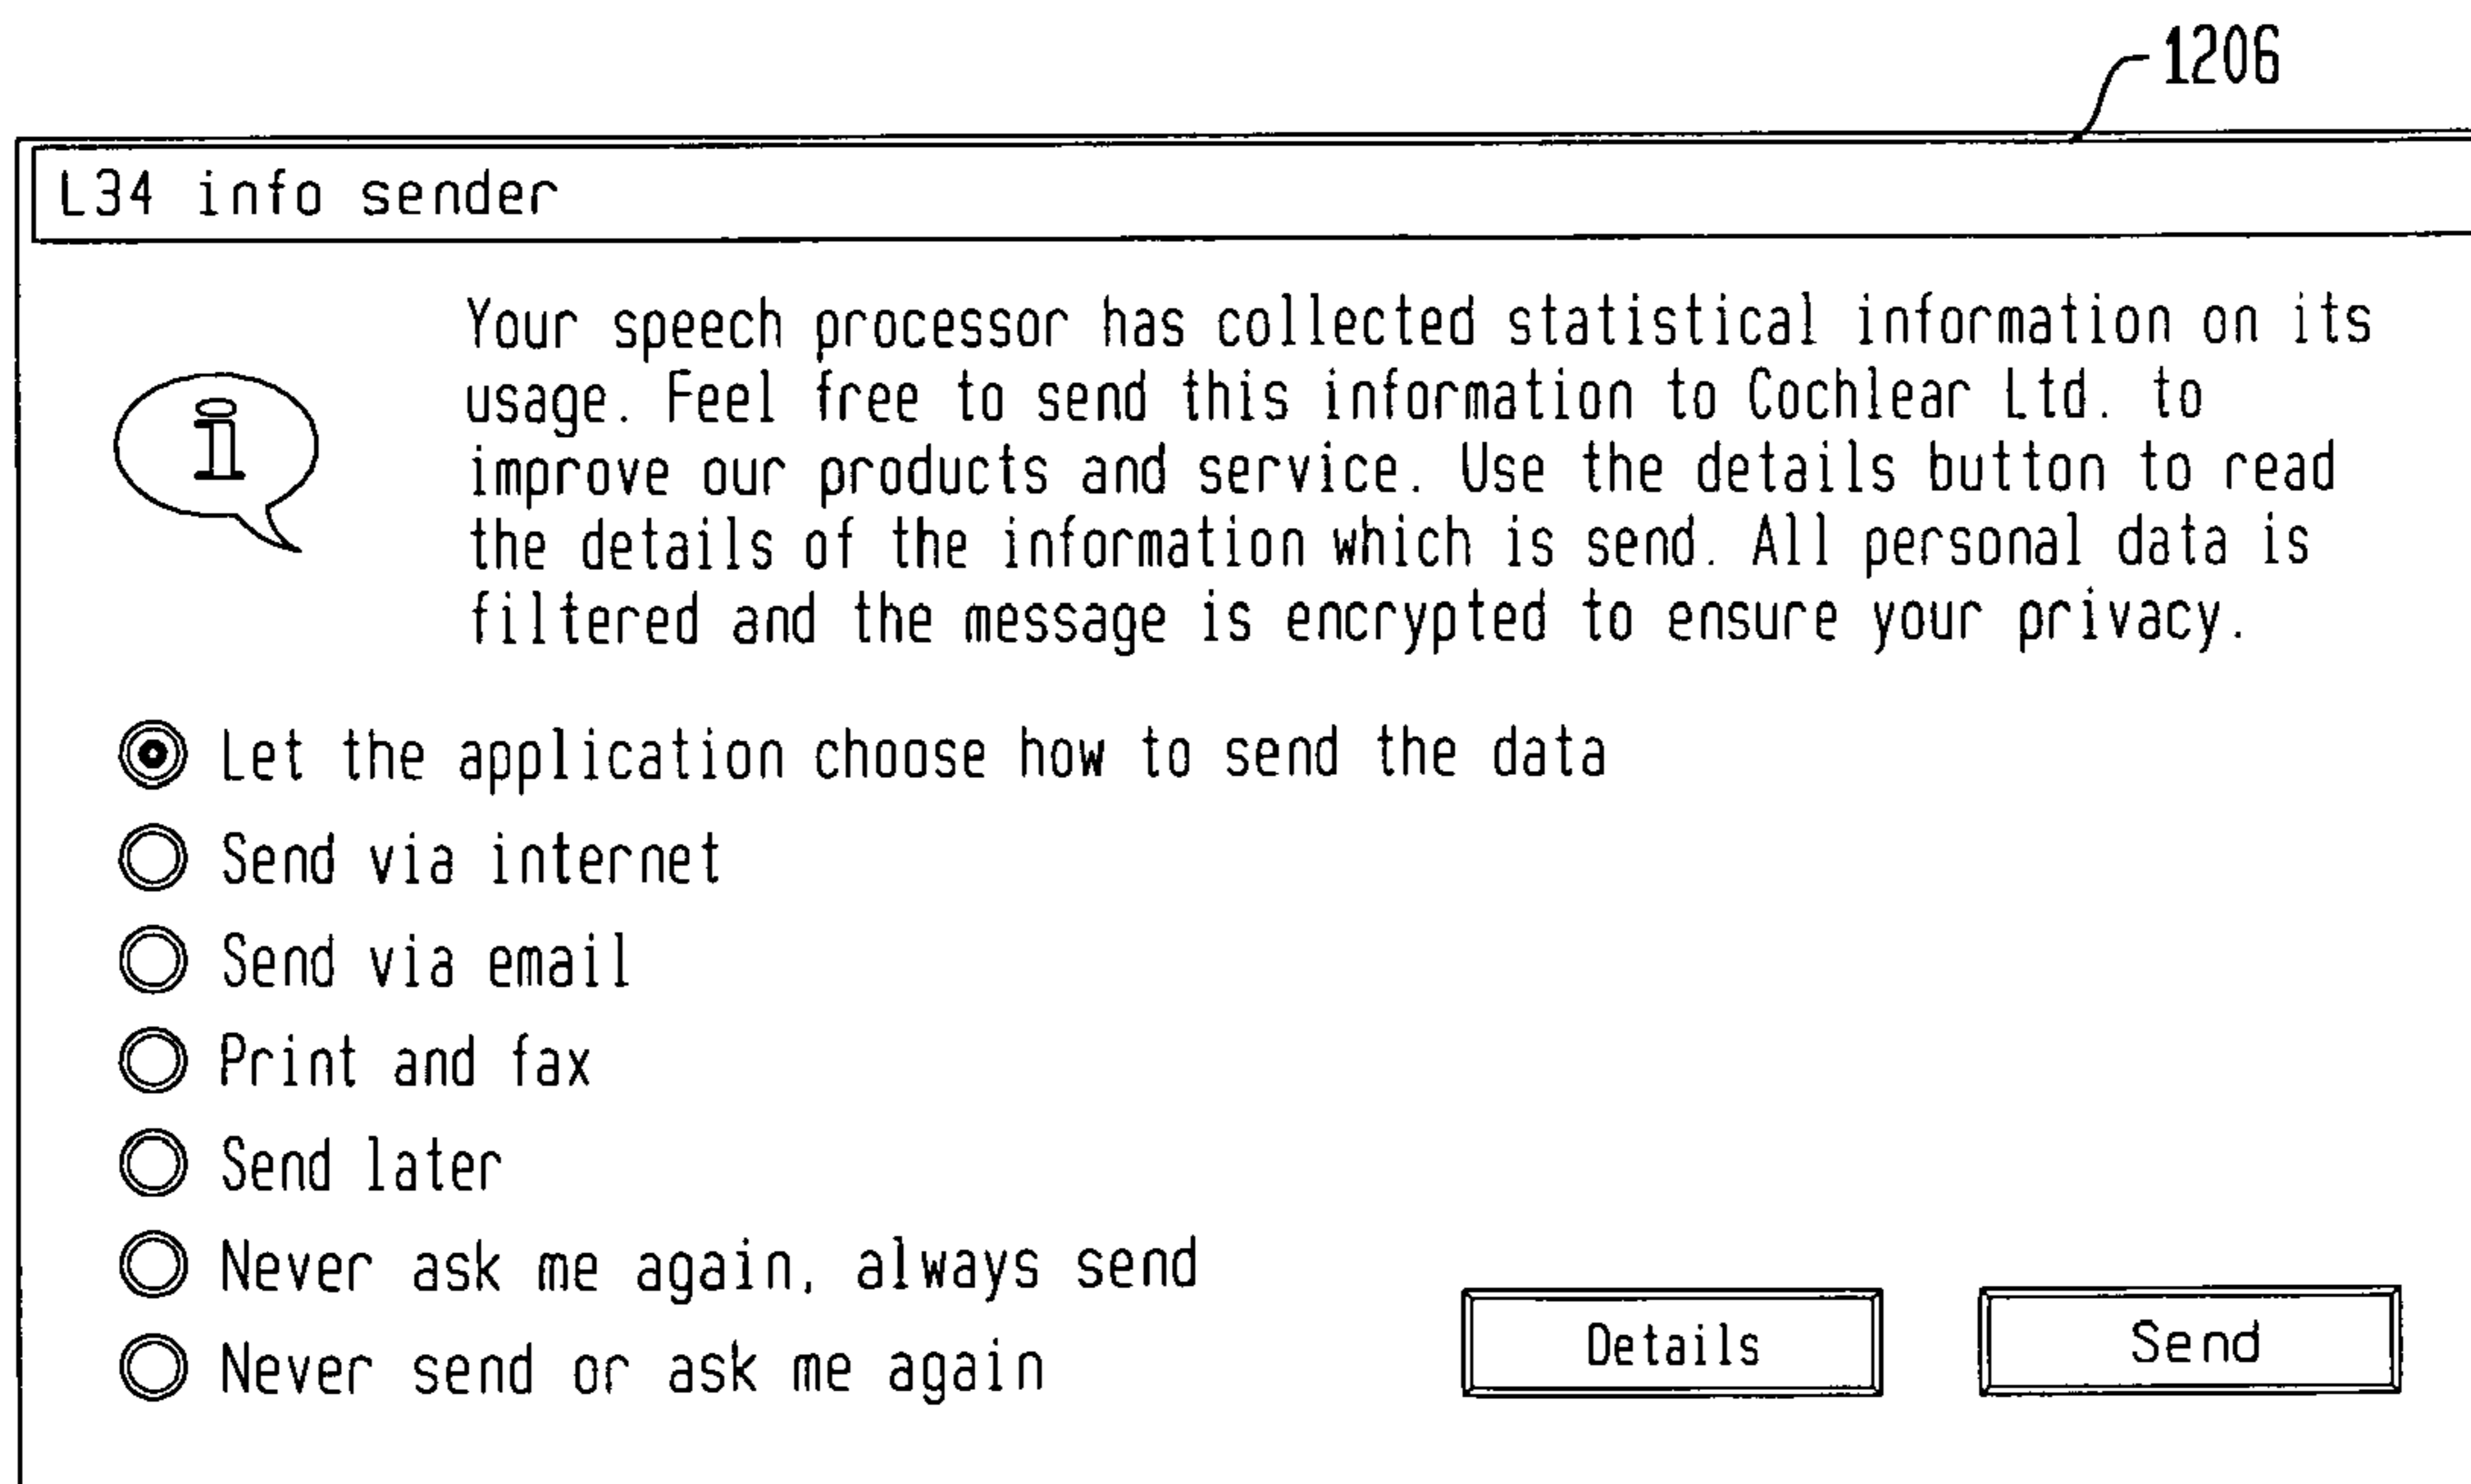 1206
L34 info sender
Your speech processor has collected statistical information on its
usage. Feel free to send this information to Cochlear Ltd. to
improve our products and service. Use the details button to read
the details of the information which is send. All personal data is
filtered and the message is encrypted to ensure your privacy.
i
Let the application choose how to send the data
Send via internet
Send via email
Print and fax
Send later
Never ask me again, always send
Never send or ask me again
Details
Send